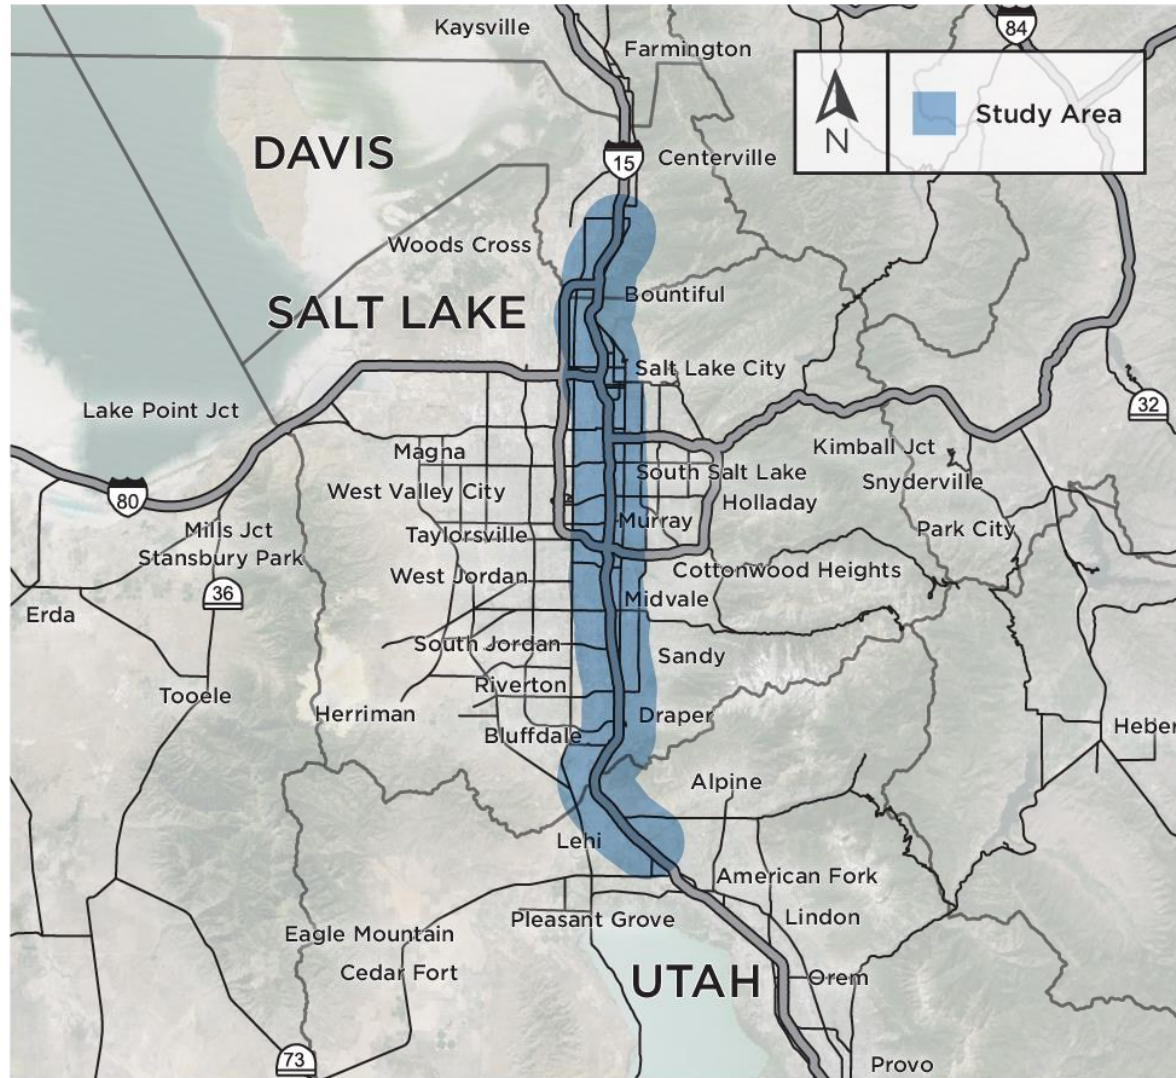 Kaysville
84
Farmington
N
Study Area
DAVIS
15
Centerville
Woods Cross
Bountiful
SALT LAKE
Salt Lake City
Lake Point Jct
32
Magna
Kimball Jct
South Salt Lake
Snyderville
West Valley City
80
Holladay
Mills Jct
Murray
Park City
Taylorsville
Stansbury Park
West Jordan
Cottonwood Heights
36
Midvale
Erda
South Jordan
Sandy
Riverton
Tooele
Herriman
Draper
Heber
Bluffdale
Alpine
Lehi
American Fork
Pleasant Grove
Lindon
Eagle Mountain
Cedar Fort
UTAH
Orem
73
Provo